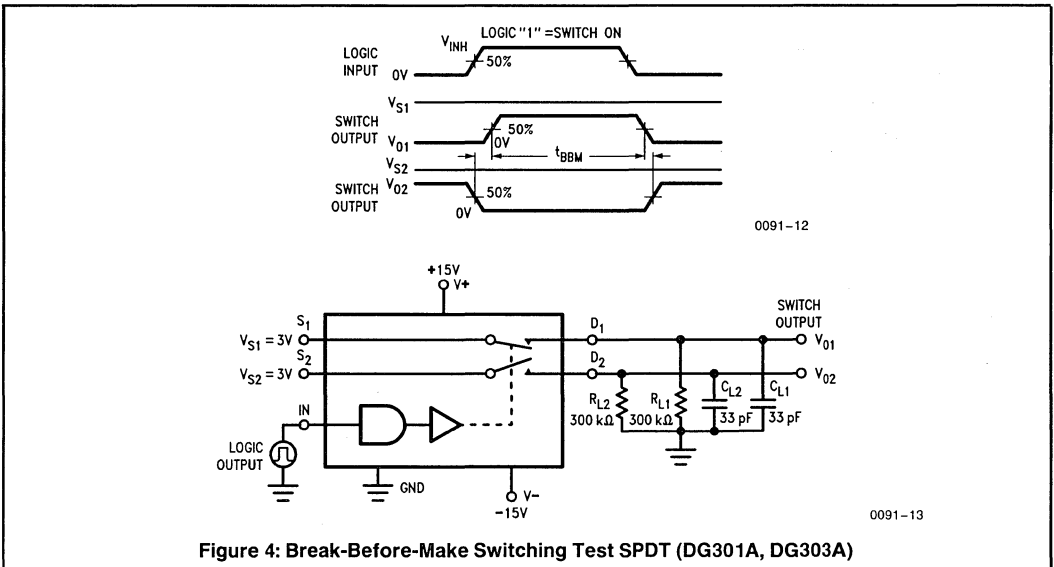 LOGIC "1" = SWITCH ON
V_INH
LOGIC INPUT
50%
0V
V_S1
SWITCH OUTPUT
V_01
50%
0V
t_BBM
V_S2
SWITCH OUTPUT
V_02
50%
0V
0091-12
+15V
V+
SWITCH OUTPUT
S_1
D_1
V_S1 = 3V
V_01
S_2
D_2
V_S2 = 3V
V_02
C_L2
C_L1
R_L2
R_L1
IN
300 kΩ
300 kΩ
33 pF
33 pF
LOGIC OUTPUT
GND
V-
-15V
0091-13
Figure 4: Break-Before-Make Switching Test SPDT (DG301A, DG303A)